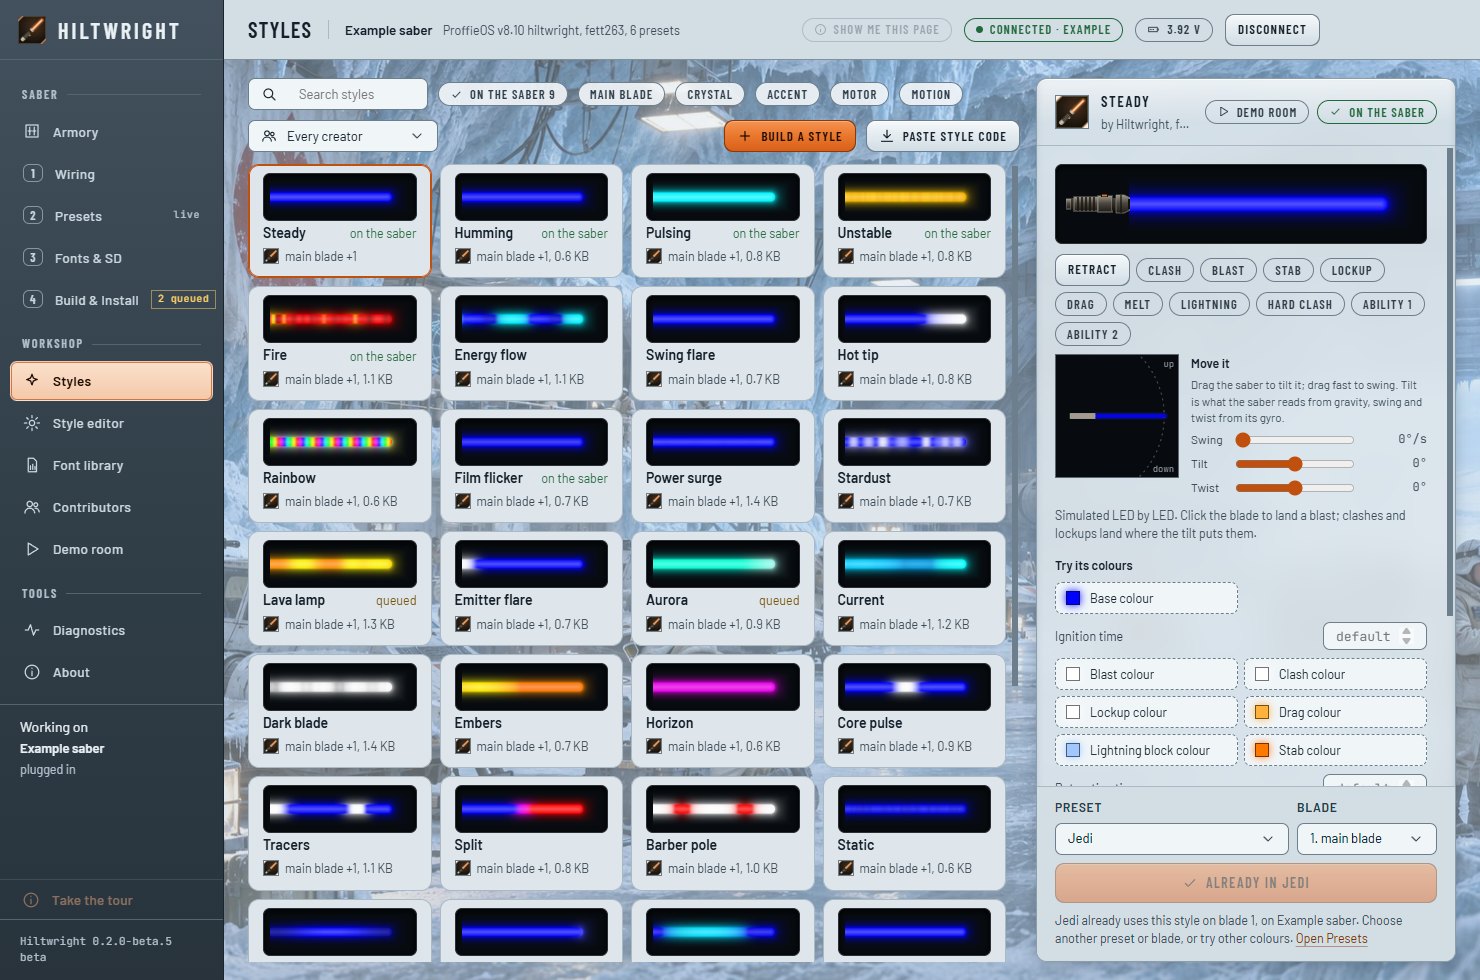 HILTWRIGHT
SABER
Armory
1 Wiring
2 Presets live
3 Fonts & SD
4 Build & Install 2 queued
WORKSHOP
Styles
Style editor
Font library
Contributors
Demo room
TOOLS
Diagnostics
About
Working on
Example saber
plugged in
Take the tour
Hiltwright 0.2.0-beta.5
beta
STYLES
Example saber ProffieOS v8.10 hiltwright, fett263, 6 presets
SHOW ME THIS PAGE
CONNECTED · EXAMPLE
3.92 V
DISCONNECT
Search styles
ON THE SABER 9
MAIN BLADE
CRYSTAL
ACCENT
MOTOR
MOTION
Every creator
BUILD A STYLE
PASTE STYLE CODE
Steady on the saber
main blade +1
Humming on the saber
main blade +1, 0.6 KB
Pulsing on the saber
main blade +1, 0.8 KB
Unstable on the saber
main blade +1, 0.8 KB
Fire on the saber
main blade +1, 1.1 KB
Energy flow
main blade +1, 1.1 KB
Swing flare
main blade +1, 0.7 KB
Hot tip
main blade +1, 0.8 KB
Rainbow
main blade +1, 0.6 KB
Film flicker on the saber
main blade +1, 0.7 KB
Power surge
main blade +1, 1.4 KB
Stardust
main blade +1, 0.7 KB
Lava lamp queued
main blade +1, 1.3 KB
Emitter flare
main blade +1, 0.7 KB
Aurora queued
main blade +1, 0.9 KB
Current
main blade +1, 1.2 KB
Dark blade
main blade +1, 1.4 KB
Embers
main blade +1, 0.7 KB
Horizon
main blade +1, 0.6 KB
Core pulse
main blade +1, 0.9 KB
Tracers
main blade +1, 1.1 KB
Split
main blade +1, 0.8 KB
Barber pole
main blade +1, 1.0 KB
Static
main blade +1, 0.6 KB
STEADY
by Hiltwright, f...
DEMO ROOM
ON THE SABER
RETRACT
CLASH
BLAST
STAB
LOCKUP
DRAG
MELT
LIGHTNING
HARD CLASH
ABILITY 1
ABILITY 2
up
down
Move it
Drag the saber to tilt it; drag fast to swing. Tilt
is what the saber reads from gravity, swing and
twist from its gyro.
Swing 0°/s
Tilt 0°
Twist 0°
Simulated LED by LED. Click the blade to land a blast; clashes and
lockups land where the tilt puts them.
Try its colours
Base colour
Ignition time default
Blast colour
Clash colour
Lockup colour
Drag colour
Lightning block colour
Stab colour
PRESET
BLADE
Jedi
1. main blade
ALREADY IN JEDI
Jedi already uses this style on blade 1, on Example saber. Choose
another preset or blade, or try other colours. Open Presets